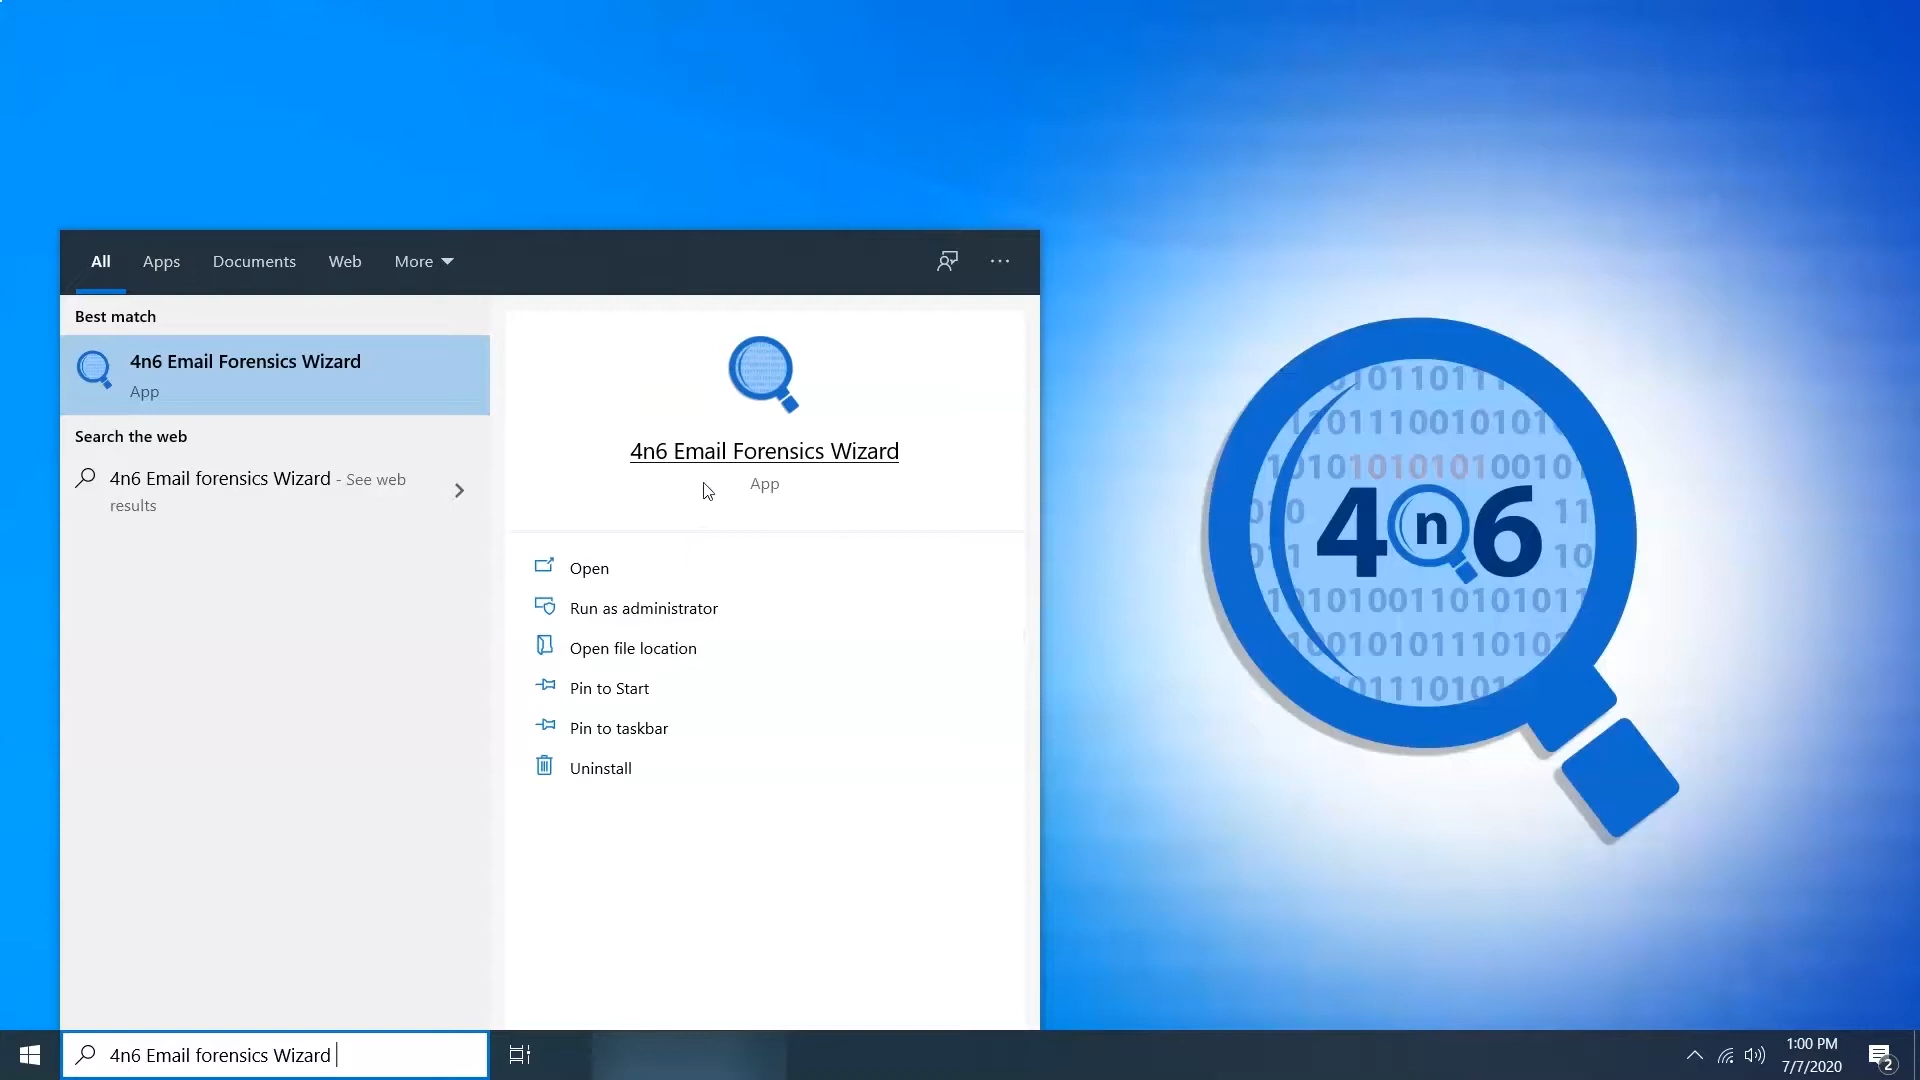 All Apps Documents Web More
Best match
4n6 Email Forensics Wizard
App
Search the web
4n6 Email forensics Wizard - See web
results
4n6 Email Forensics Wizard
App
Open
Run as administrator
Open file location
Pin to Start
Pin to taskbar
Uninstall
4n6
4n6 Email forensics Wizard
1:00 PM
7/7/2020
2